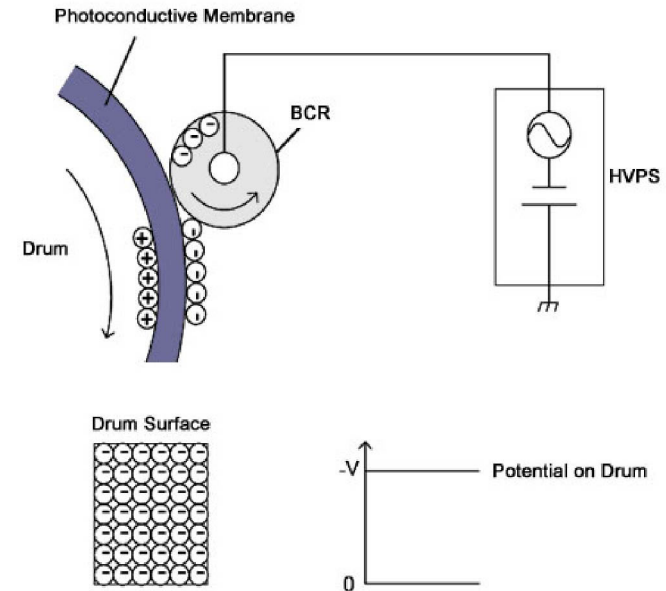 Photoconductive Membrane
BCR
HVPS
Drum
Drum Surface
-V
Potential on Drum
0